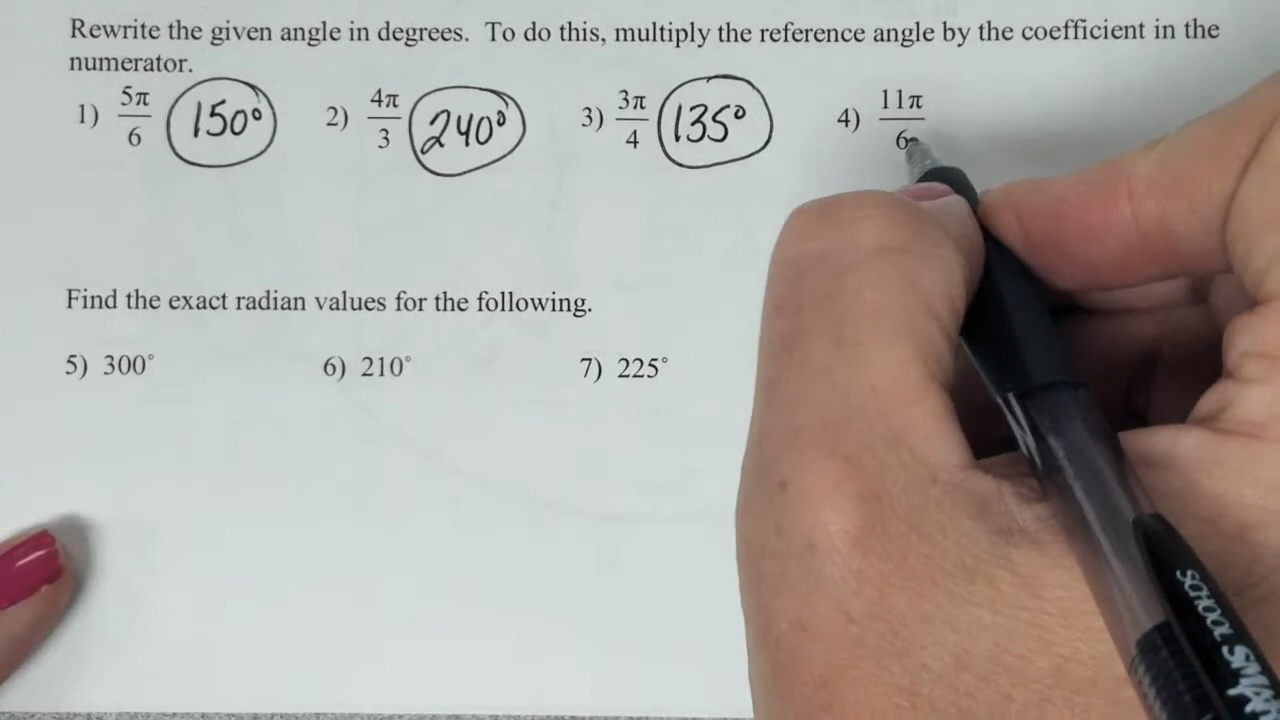 Rewrite the given angle in degrees. To do this, multiply the reference angle by the coefficient in the
numerator.
1) 5π/6 150° 2) 4π/3 240° 3) 3π/4 135° 4) 11π/6
Find the exact radian values for the following.
5) 300° 6) 210° 7) 225°
SCHOOL